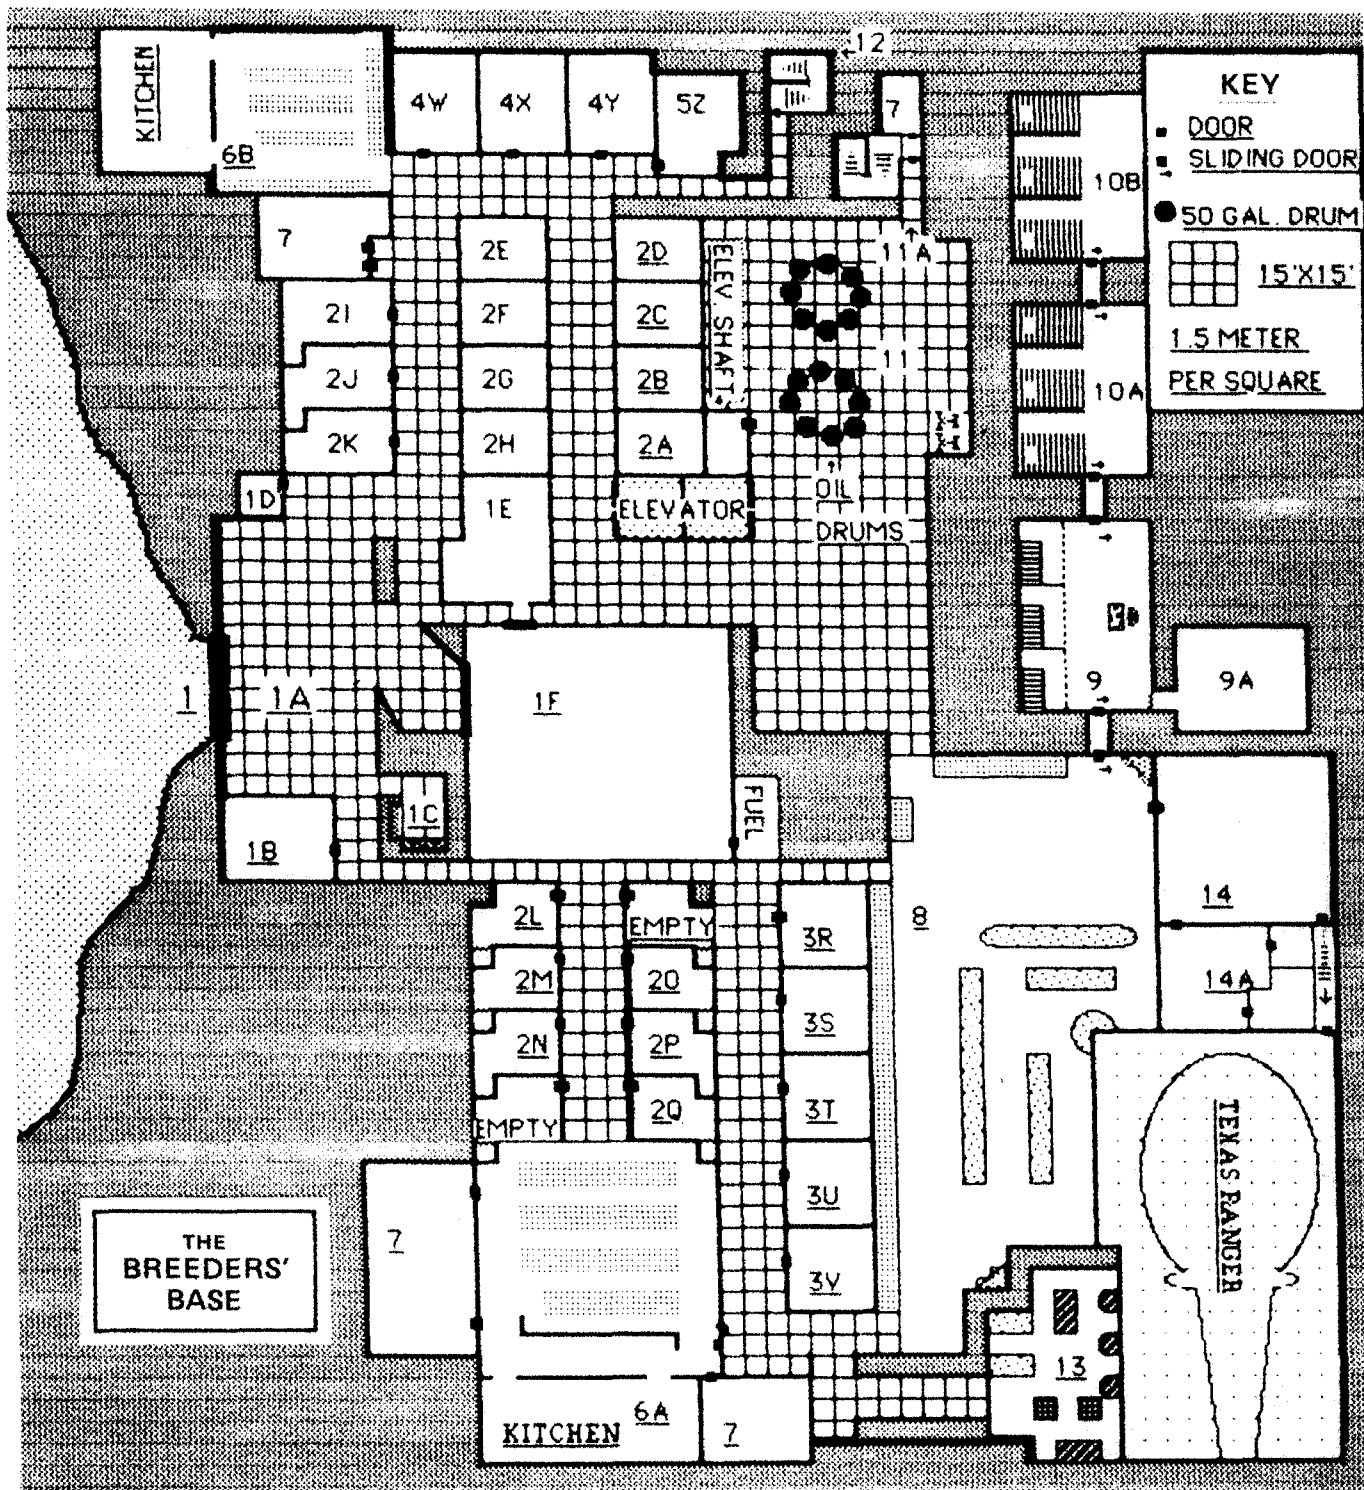 KITCHEN
6B
4W
4X
4Y
5Z
12
7
KEY
DOOR
SLIDING DOOR
50 GAL. DRUM
15'X15'
1.5 METER
PER SQUARE
10B
7
2E
2D
ELEV SHAFT
11A
2I
2F
2C
11
2J
2G
2B
10A
2K
2H
2A
1D
1E
ELEVATOR
OIL
DRUMS
1
1A
1F
9
9A
1C
FUEL
1B
2L
EMPTY
3R
8
14
2M
2O
14A
2N
2P
3S
EMPTY
2Q
3T
TEXAS RANGER
3U
7
3V
THE
BREEDERS'
BASE
13
6A
KITCHEN
7